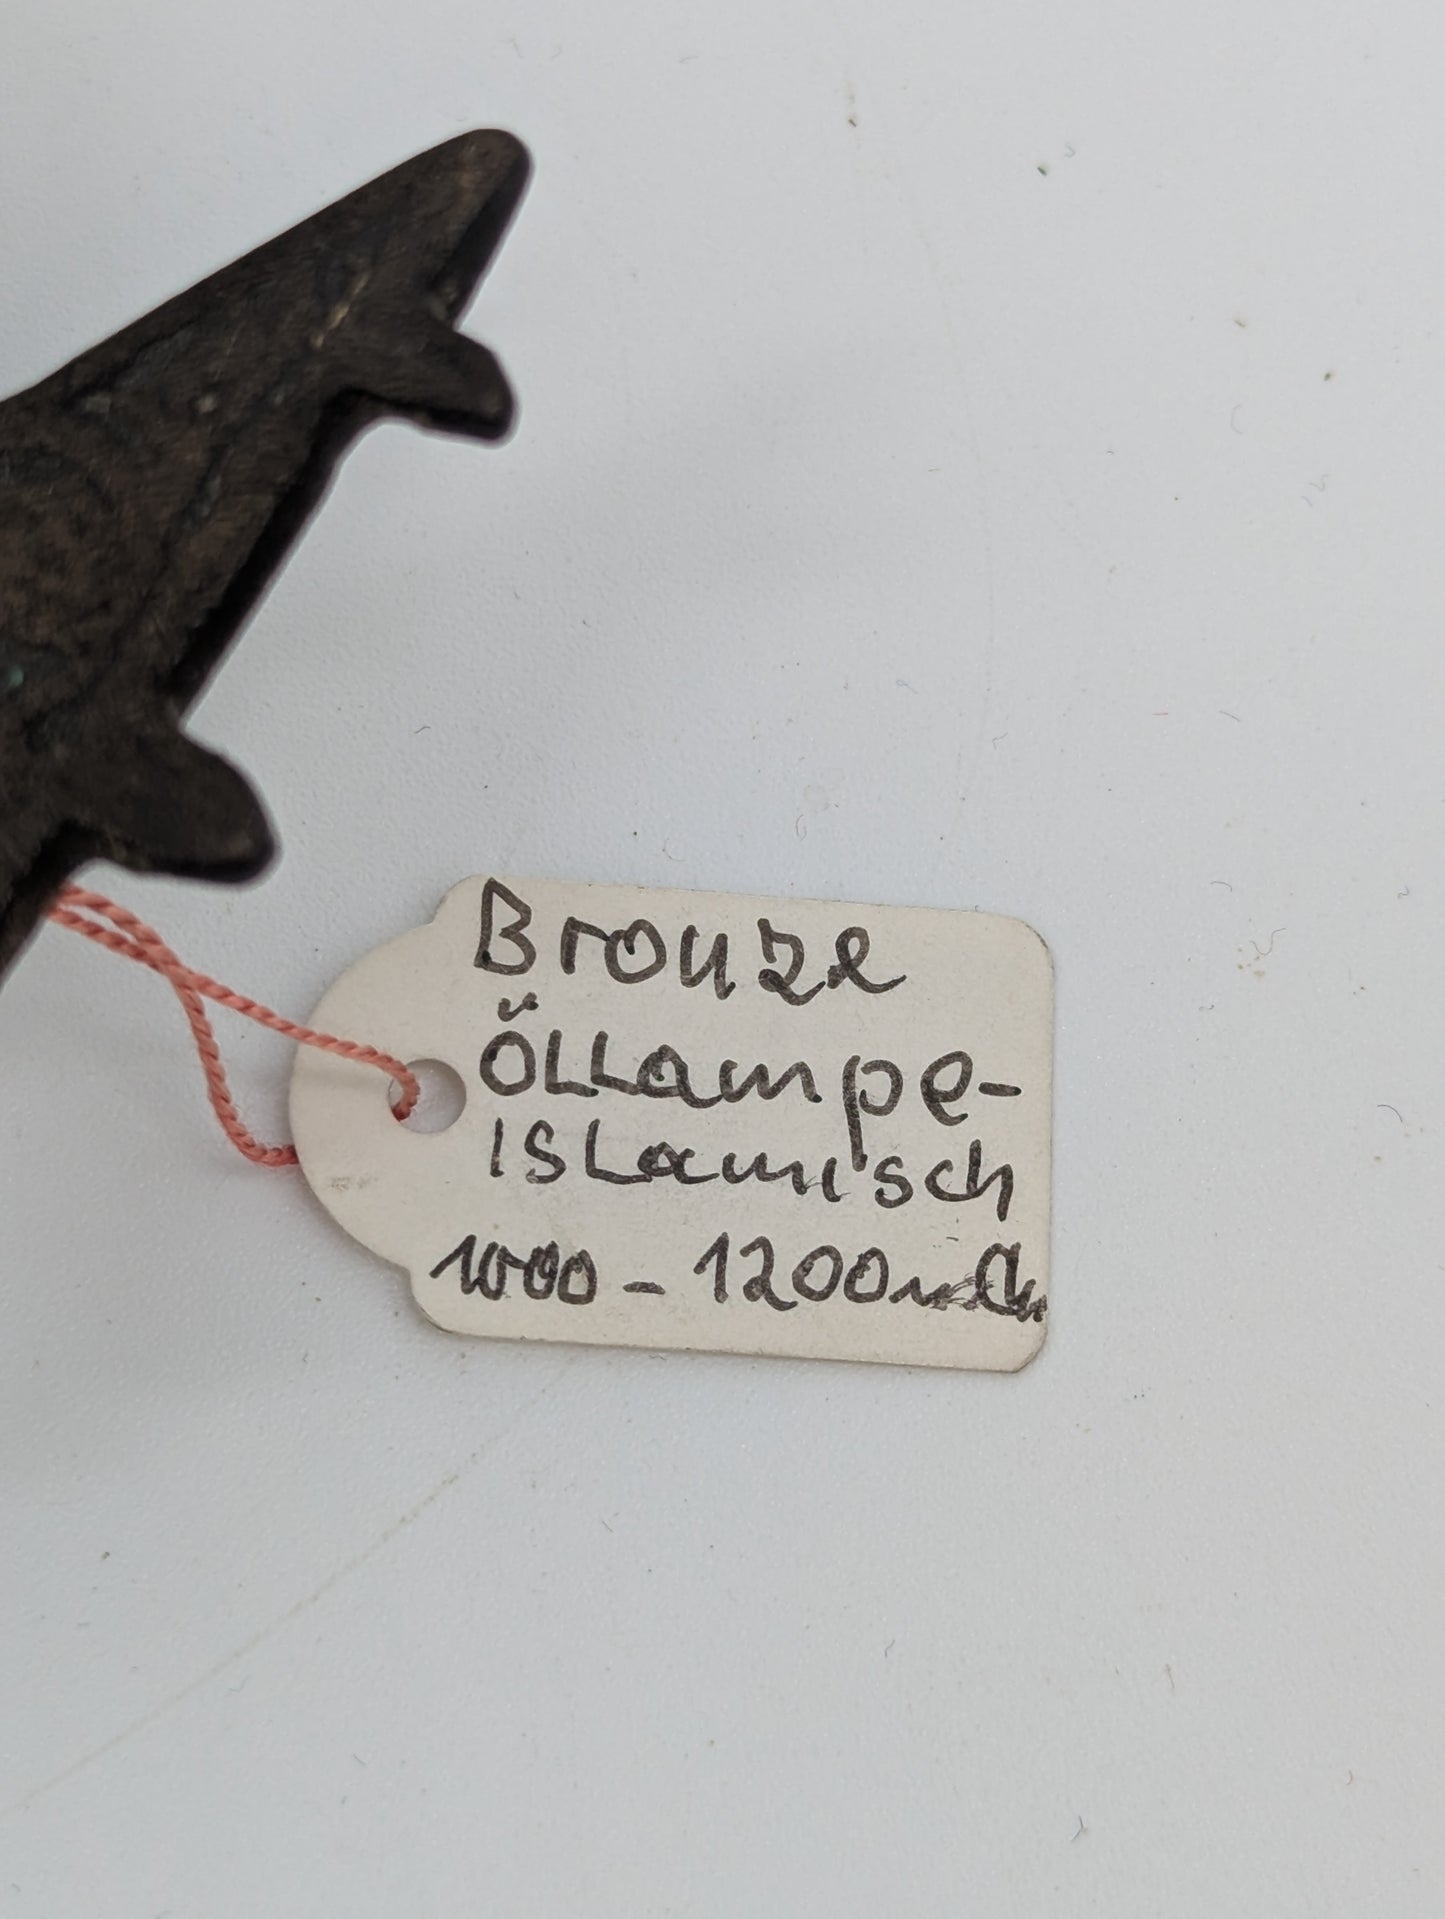 Bronze
Öllampe-
islamisch
1000 - 1200 n. Ch.